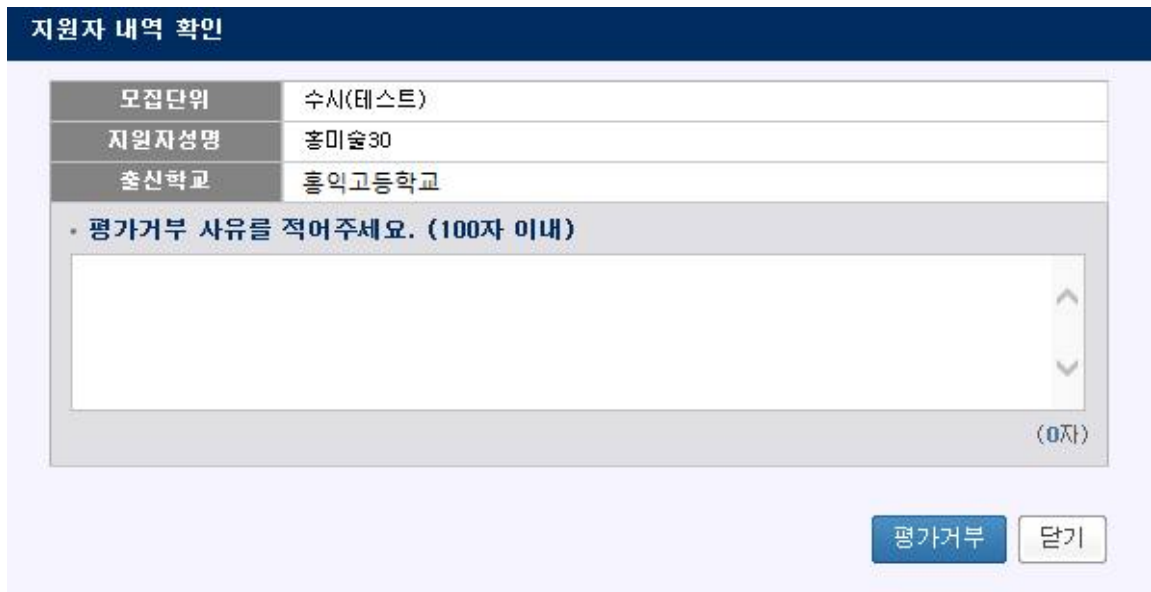 지원자 내역 확인
모집단위 수시(테스트)
지원자성명 홍미술30
출신학교 홍익고등학교
· 평가거부 사유를 적어주세요. (100자 이내)
(0자)
평가거부 닫기